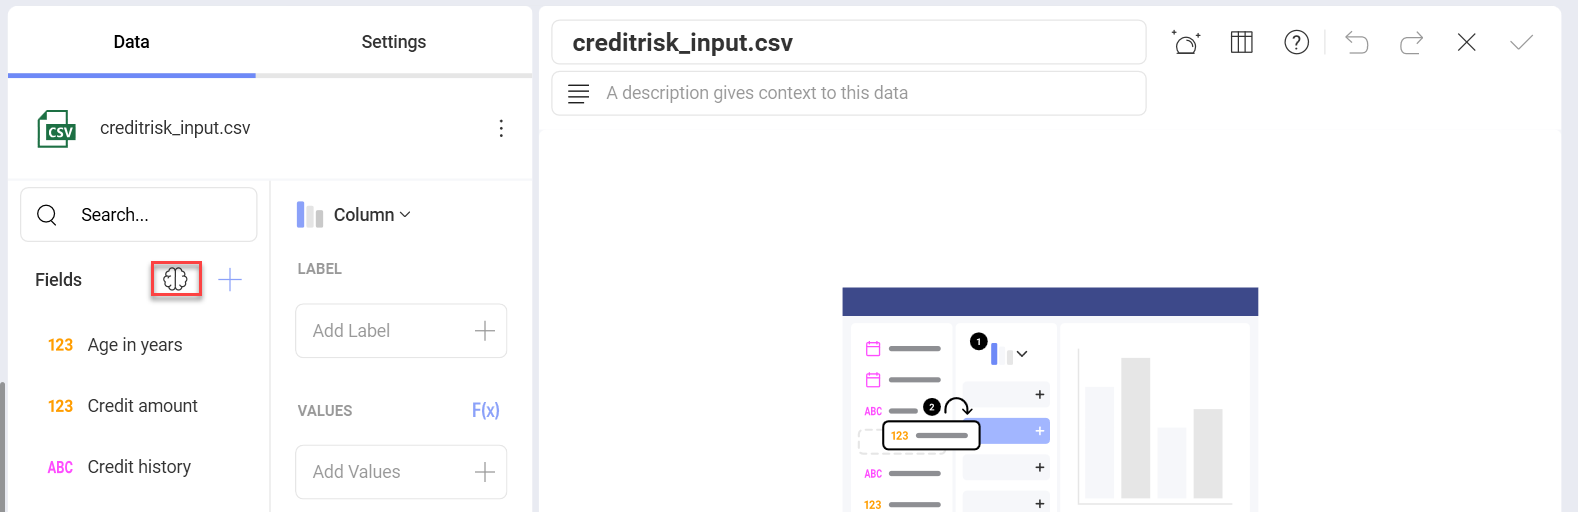 Data
Settings
CSV
creditrisk_input.csv
Search...
Fields
123 Age in years
123 Credit amount
ABC Credit history
Column
LABEL
Add Label
VALUES F(x)
Add Values
creditrisk_input.csv
?
A description gives context to this data
1
ABC
2
123
ABC
123